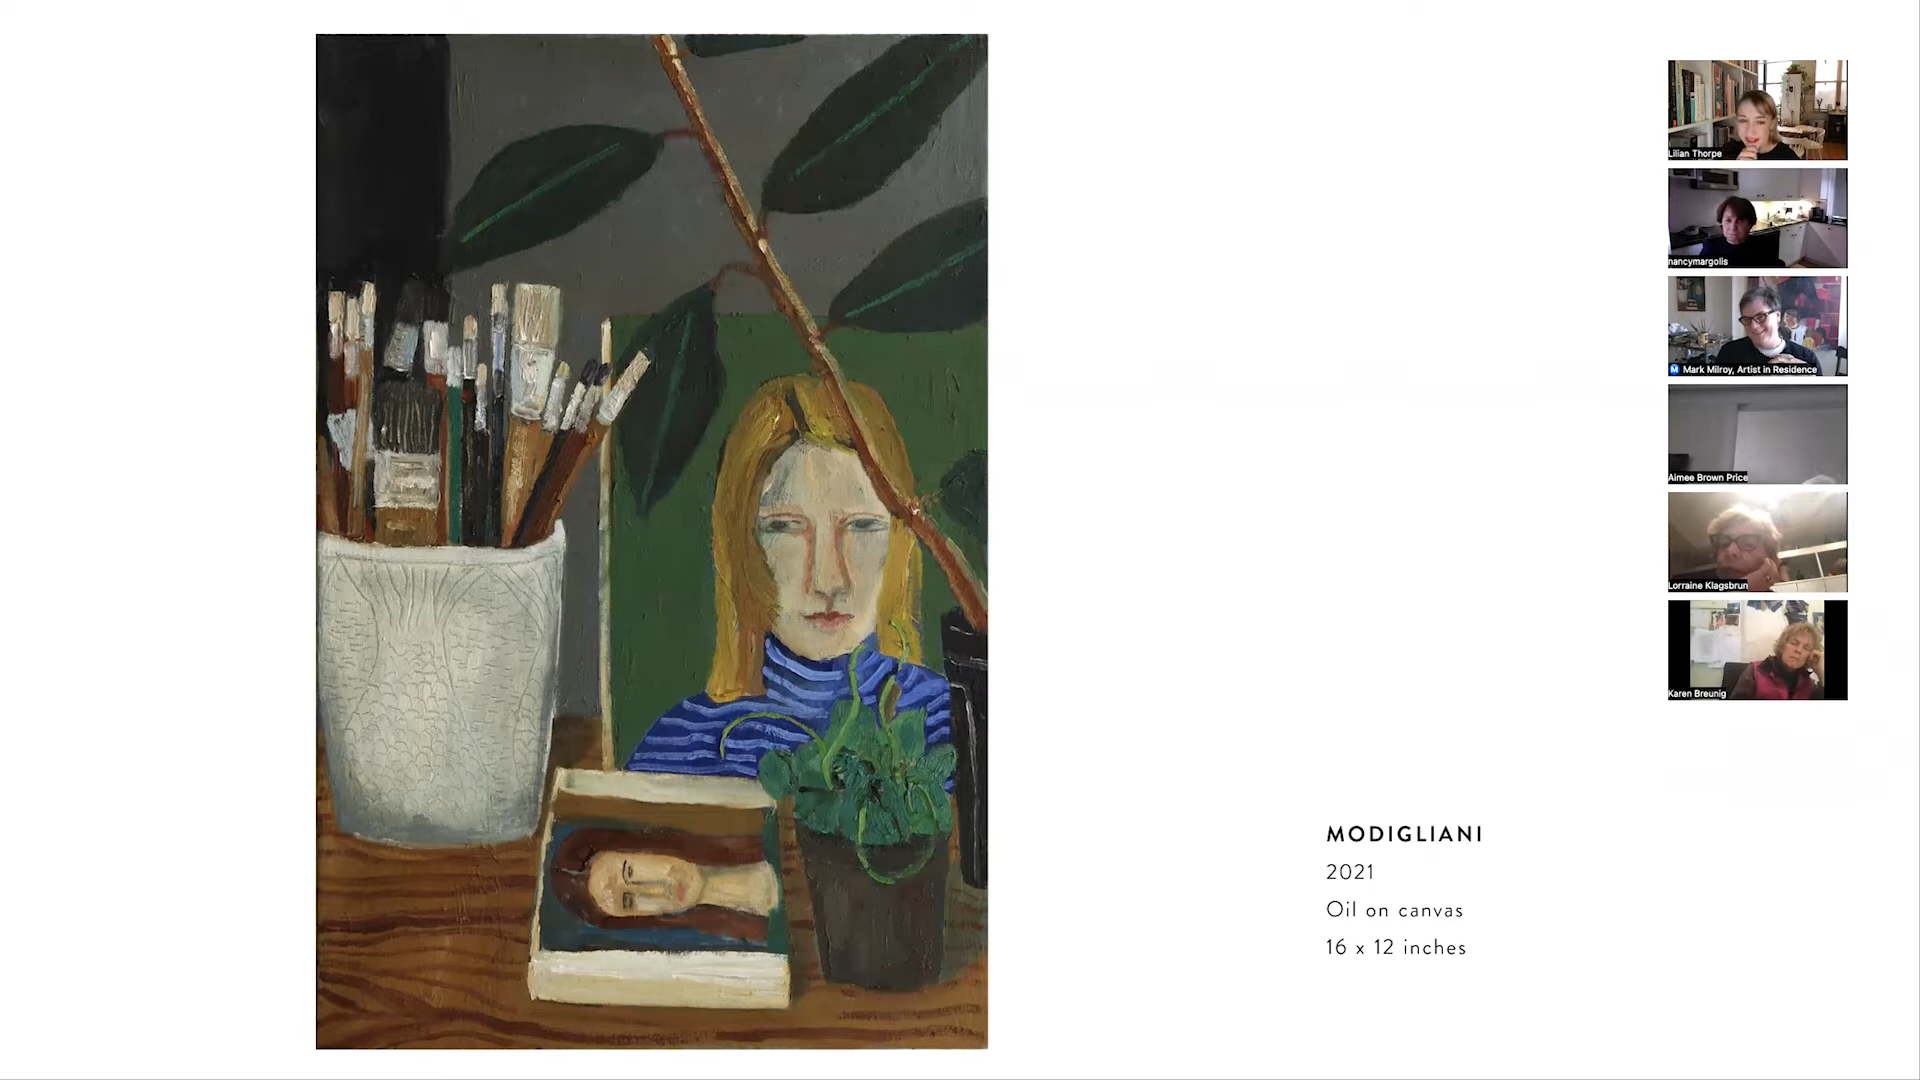 Lilian Thorpe
nancymargolis
Mark Milroy, Artist in Residence
Aimee Brown Price
Lorraine Klagsbrun
Karen Breunig
MODIGLIANI
2021
Oil on canvas
16 x 12 inches